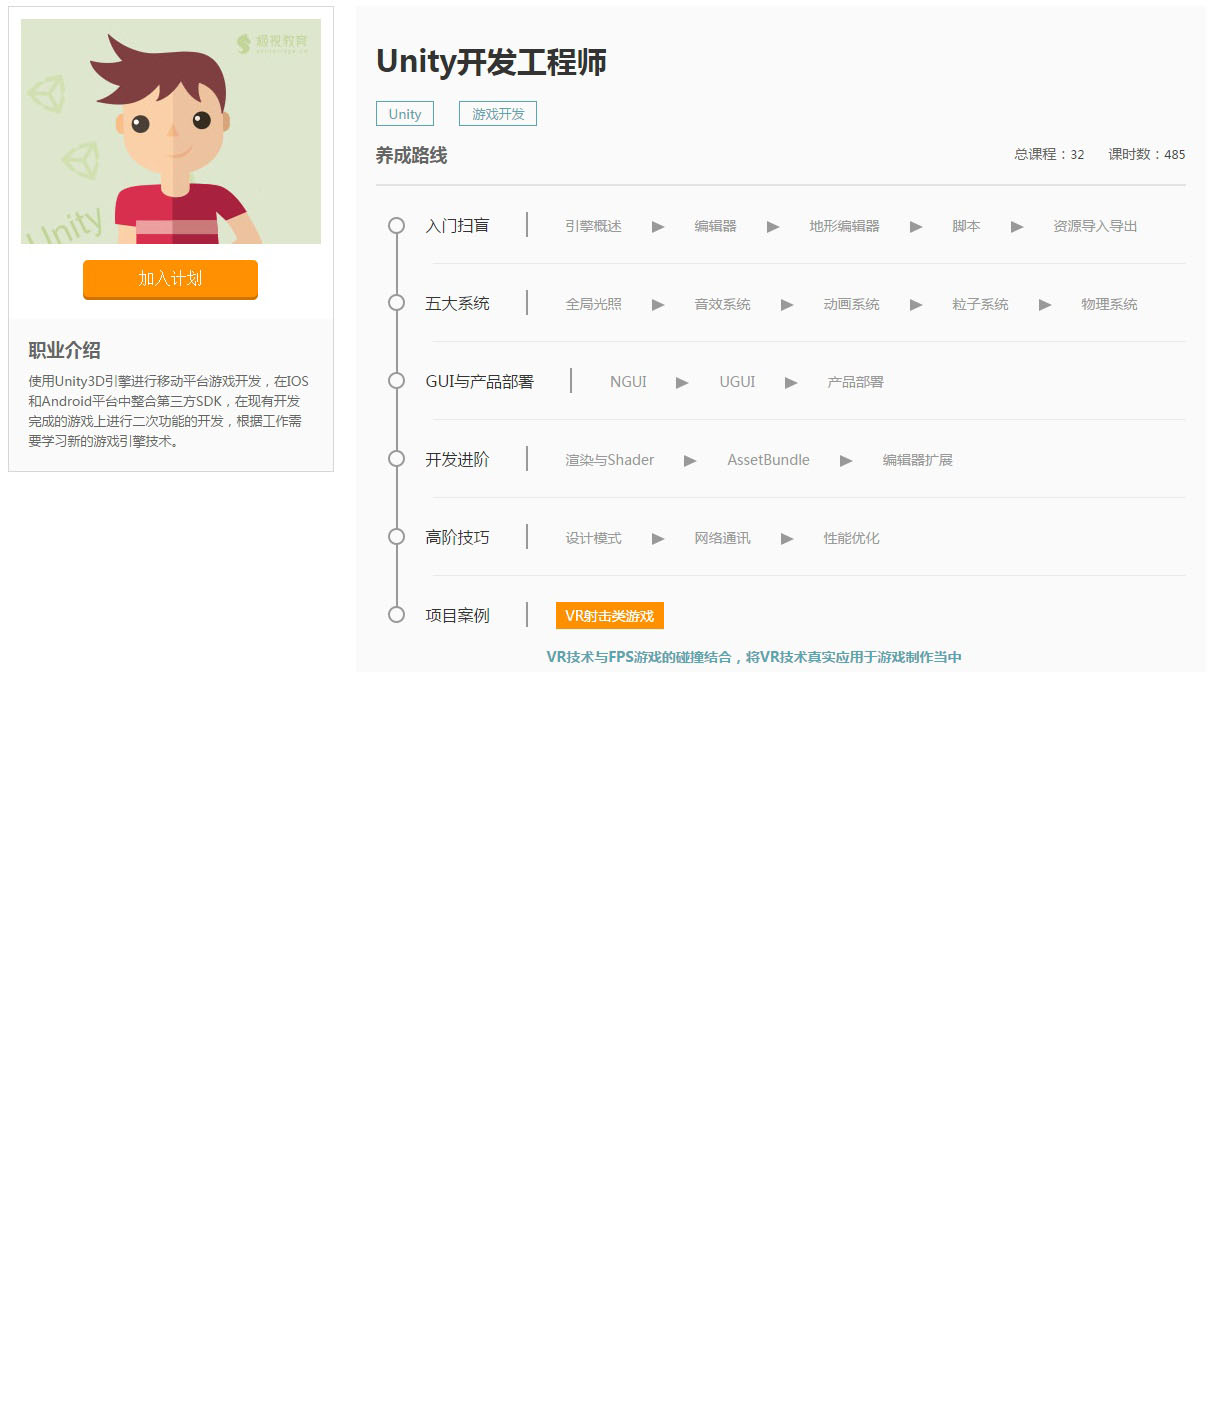 极视教育
Unity
加入计划
职业介绍
使用Unity3D引擎进行移动平台游戏开发，在IOS
和Android平台中整合第三方SDK，在现有开发
完成的游戏上进行二次功能的开发，根据工作需
要学习新的游戏引擎技术。
Unity开发工程师
Unity 游戏开发
养成路线 总课程：32 课时数：485
入门扫盲 引擎概述 ▶ 编辑器 ▶ 地形编辑器 ▶ 脚本 ▶ 资源导入导出
五大系统 全局光照 ▶ 音效系统 ▶ 动画系统 ▶ 粒子系统 ▶ 物理系统
GUI与产品部署 NGUI ▶ UGUI ▶ 产品部署
开发进阶 渲染与Shader ▶ AssetBundle ▶ 编辑器扩展
高阶技巧 设计模式 ▶ 网络通讯 ▶ 性能优化
项目案例 VR射击类游戏
VR技术与FPS游戏的碰撞结合，将VR技术真实应用于游戏制作当中